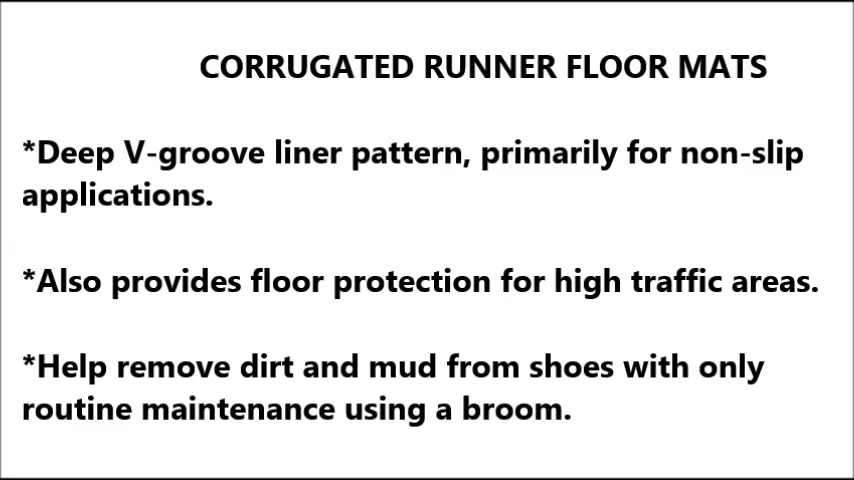 CORRUGATED RUNNER FLOOR MATS
*Deep V-groove liner pattern, primarily for non-slip
applications.
*Also provides floor protection for high traffic areas.
*Help remove dirt and mud from shoes with only
routine maintenance using a broom.